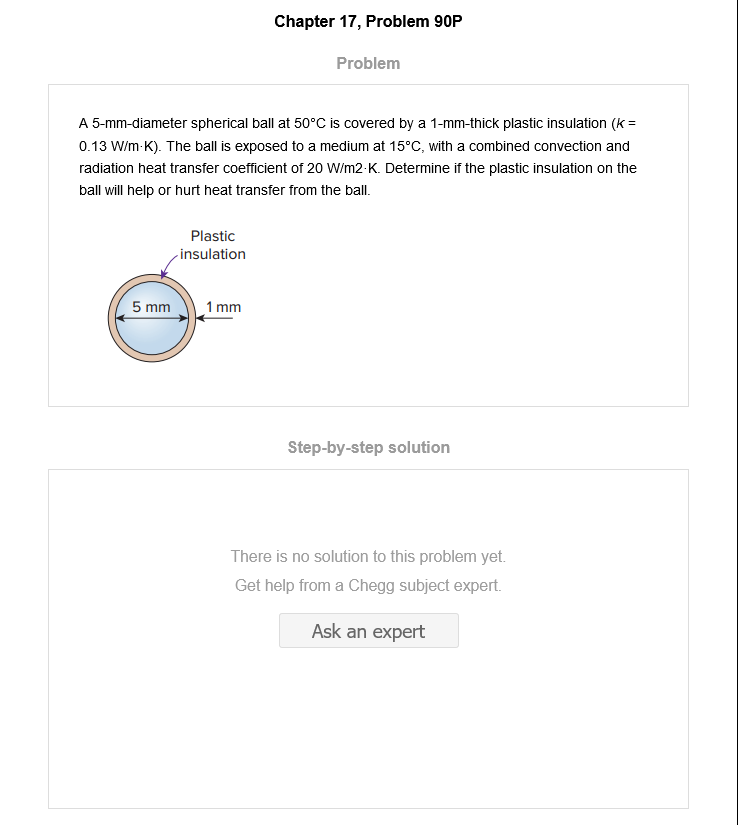 Chapter 17, Problem 90P
Problem
A 5-mm-diameter spherical ball at 50°C is covered by a 1-mm-thick plastic insulation (k =
0.13 W/m·K). The ball is exposed to a medium at 15°C, with a combined convection and
radiation heat transfer coefficient of 20 W/m2·K. Determine if the plastic insulation on the
ball will help or hurt heat transfer from the ball.
Plastic
insulation
5 mm
1 mm
Step-by-step solution
There is no solution to this problem yet.
Get help from a Chegg subject expert.
Ask an expert